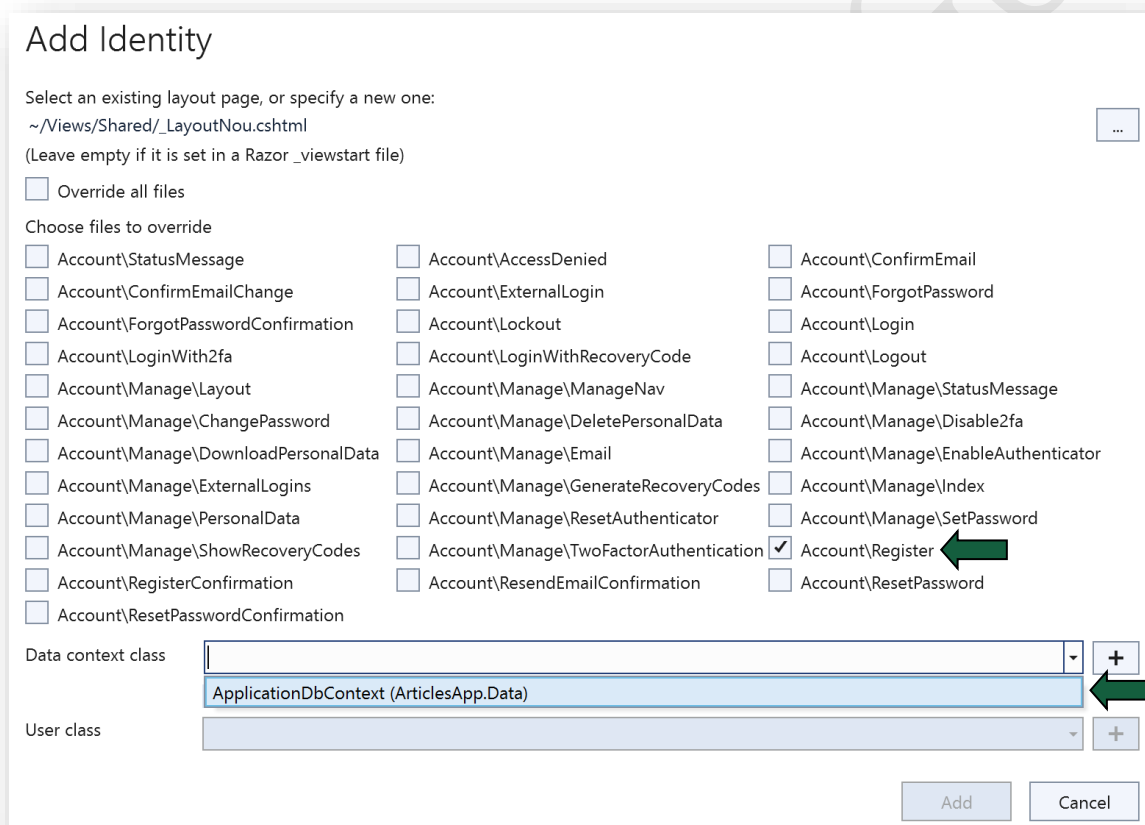 Add Identity
Select an existing layout page, or specify a new one:
~/Views/Shared/_LayoutNou.cshtml
...
(Leave empty if it is set in a Razor _viewstart file)
Override all files
Choose files to override
Account\StatusMessage Account\AccessDenied Account\ConfirmEmail
Account\ConfirmEmailChange Account\ExternalLogin Account\ForgotPassword
Account\ForgotPasswordConfirmation Account\Lockout Account\Login
Account\LoginWith2fa Account\LoginWithRecoveryCode Account\Logout
Account\Manage\Layout Account\Manage\ManageNav Account\Manage\StatusMessage
Account\Manage\ChangePassword Account\Manage\DeletePersonalData Account\Manage\Disable2fa
Account\Manage\DownloadPersonalData Account\Manage\Email Account\Manage\EnableAuthenticator
Account\Manage\ExternalLogins Account\Manage\GenerateRecoveryCodes Account\Manage\Index
Account\Manage\PersonalData Account\Manage\ResetAuthenticator Account\Manage\SetPassword
Account\Manage\ShowRecoveryCodes Account\Manage\TwoFactorAuthentication Account\Register
Account\RegisterConfirmation Account\ResendEmailConfirmation Account\ResetPassword
Account\ResetPasswordConfirmation
Data context class +
ApplicationDbContext (ArticlesApp.Data)
User class +
Add Cancel